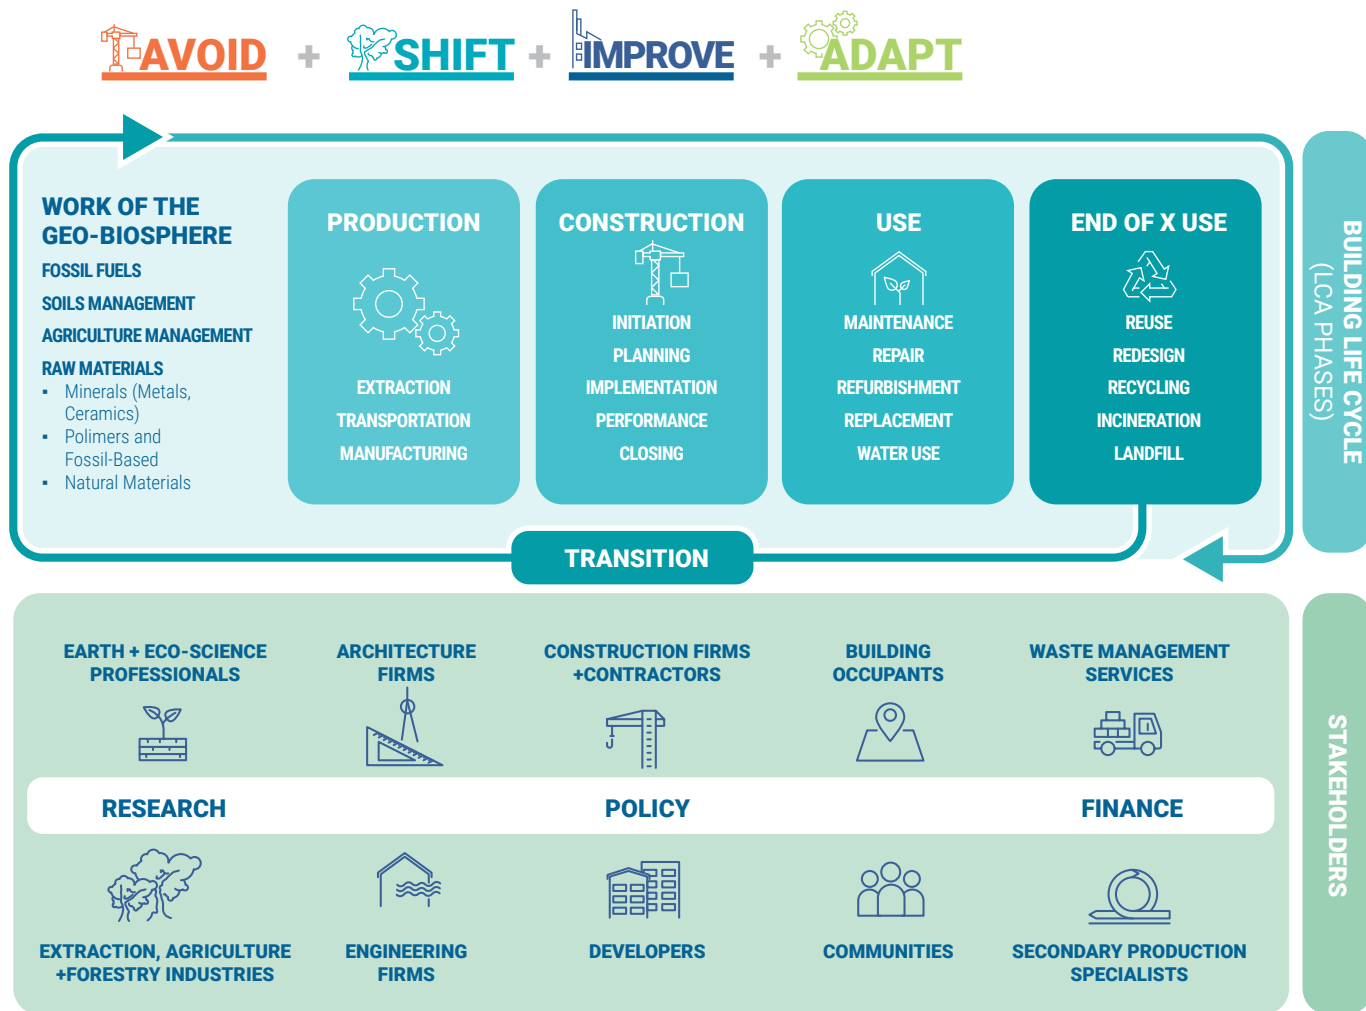 AVOID + SHIFT + IMPROVE + ADAPT
WORK OF THE
GEO-BIOSPHERE
FOSSIL FUELS
SOILS MANAGEMENT
AGRICULTURE MANAGEMENT
RAW MATERIALS
▪ Minerals (Metals,
Ceramics)
▪ Polimers and
Fossil-Based
▪ Natural Materials
PRODUCTION
EXTRACTION
TRANSPORTATION
MANUFACTURING
CONSTRUCTION
INITIATION
PLANNING
IMPLEMENTATION
PERFORMANCE
CLOSING
USE
MAINTENANCE
REPAIR
REFURBISHMENT
REPLACEMENT
WATER USE
END OF X USE
REUSE
REDESIGN
RECYCLING
INCINERATION
LANDFILL
TRANSITION
BUILDING LIFE CYCLE
(LCA PHASES)
EARTH + ECO-SCIENCE
PROFESSIONALS
ARCHITECTURE
FIRMS
CONSTRUCTION FIRMS
+CONTRACTORS
BUILDING
OCCUPANTS
WASTE MANAGEMENT
SERVICES
RESEARCH
POLICY
FINANCE
EXTRACTION, AGRICULTURE
+FORESTRY INDUSTRIES
ENGINEERING
FIRMS
DEVELOPERS
COMMUNITIES
SECONDARY PRODUCTION
SPECIALISTS
STAKEHOLDERS